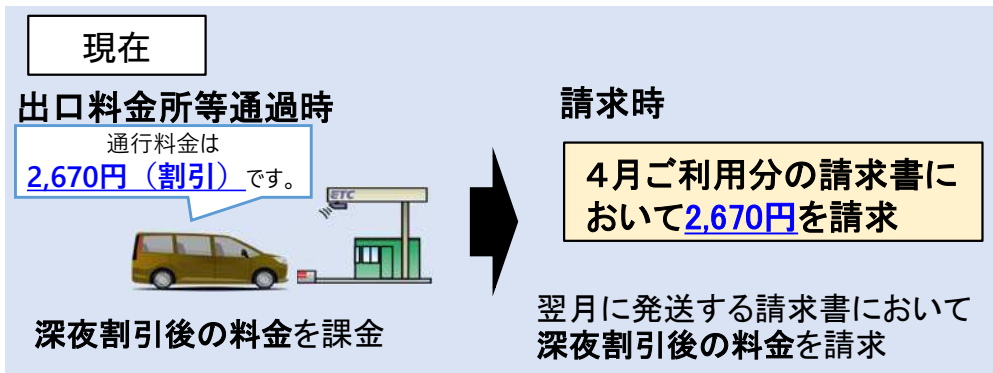 現在
出口料金所等通過時
通行料金は
2,670円（割引）です。
ETC
深夜割引後の料金を課金
請求時
４月ご利用分の請求書に
おいて2,670円を請求
翌月に発送する請求書において
深夜割引後の料金を請求